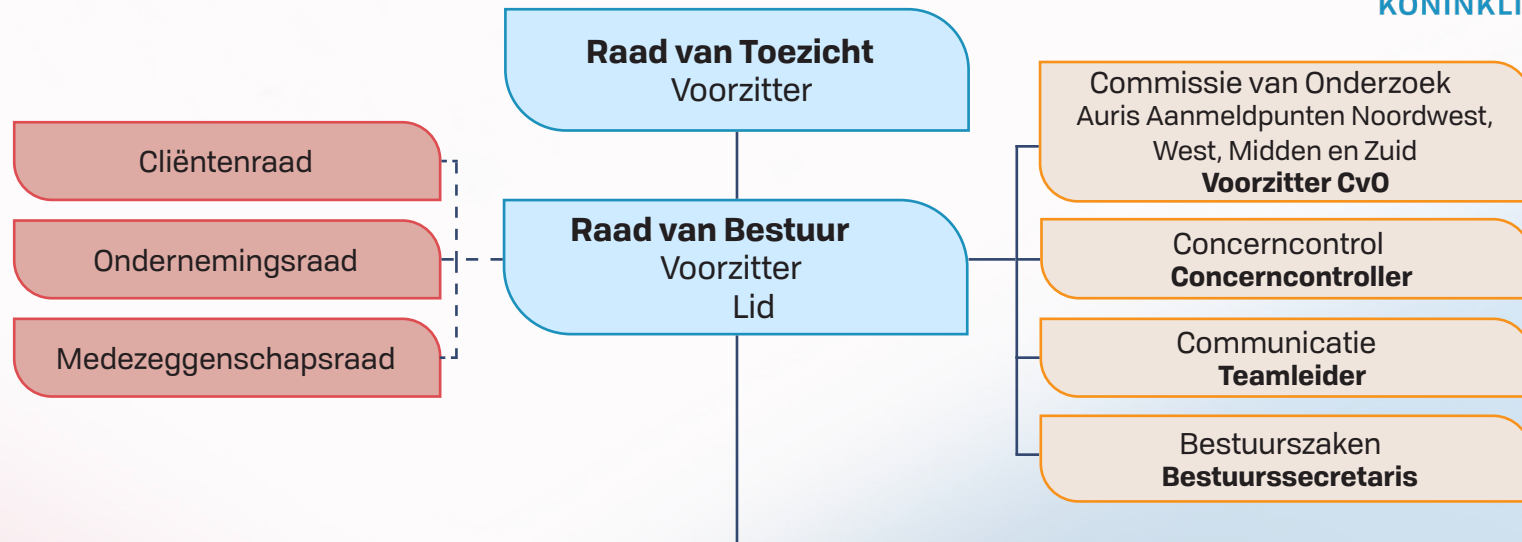 KONINKLI
Raad van Toezicht
Voorzitter
Cliëntenraad
Ondernemingsraad
Medezeggenschapsraad
Raad van Bestuur
Voorzitter
Lid
Commissie van Onderzoek
Auris Aanmeldpunten Noordwest,
West, Midden en Zuid
Voorzitter CvO
Concerncontrol
Concerncontroller
Communicatie
Teamleider
Bestuurszaken
Bestuurssecretaris